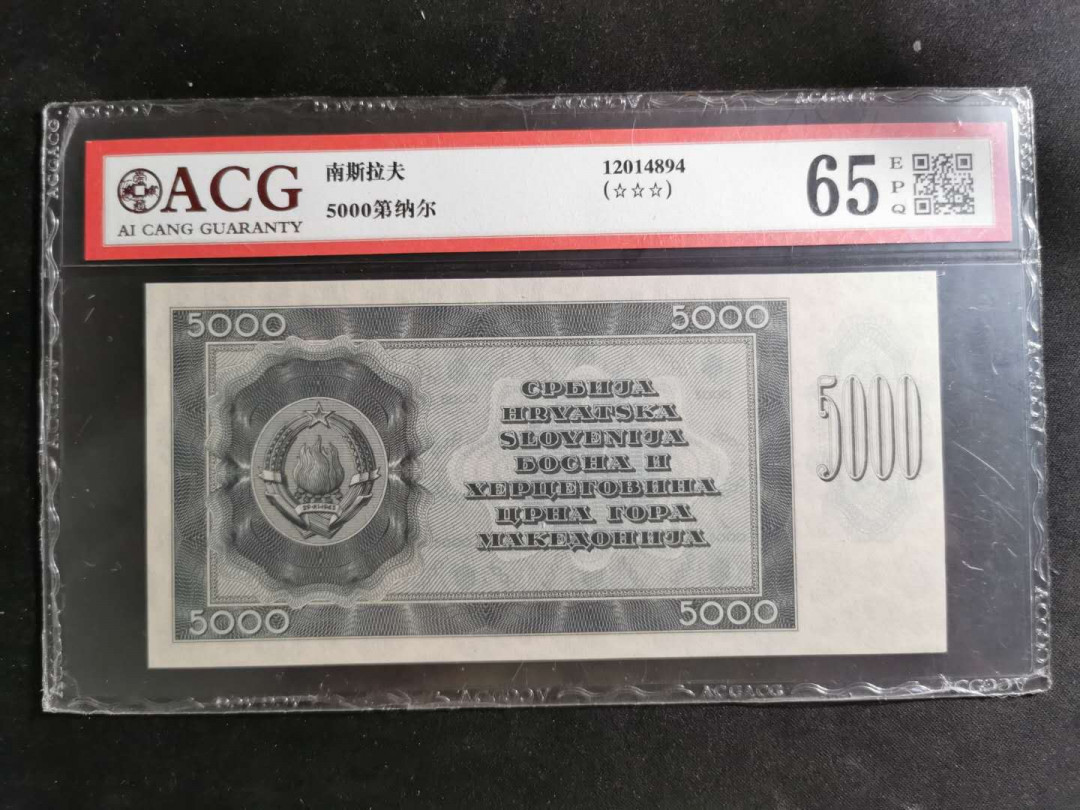 ACG
AI CANG GUARANTY
南斯拉夫
5000第纳尔
12014894
(☆☆☆)
65
EPQ
5000
5000
СРБИЈА
HRVATSKA
SLOVENIJA
БОСНА И
ХЕРЦЕГОВИНА
ЦРНА ГОРА
МАКЕДОНИЈА
5000
5000
5000